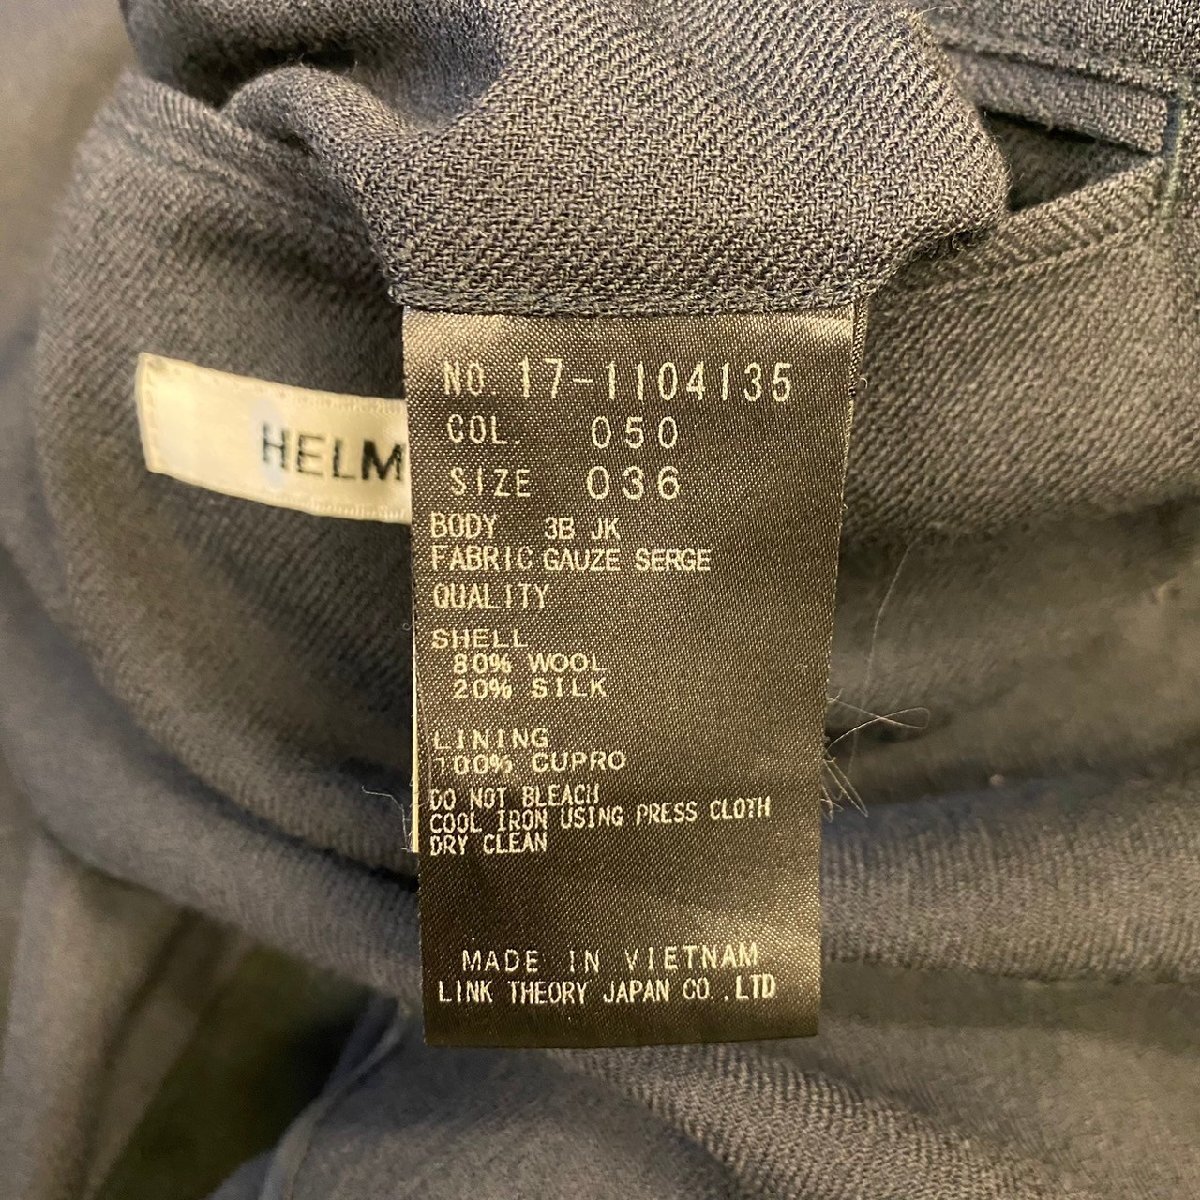 HELM
NO. 17-1104135
COL 050
SIZE 036
BODY 3B JK
FABRIC GAUZE SERGE
QUALITY
SHELL
80% WOOL
20% SILK
LINING
100% CUPRO
DO NOT BLEACH
COOL IRON USING PRESS CLOTH
DRY CLEAN
MADE IN VIETNAM
LINK THEORY JAPAN CO.,LTD